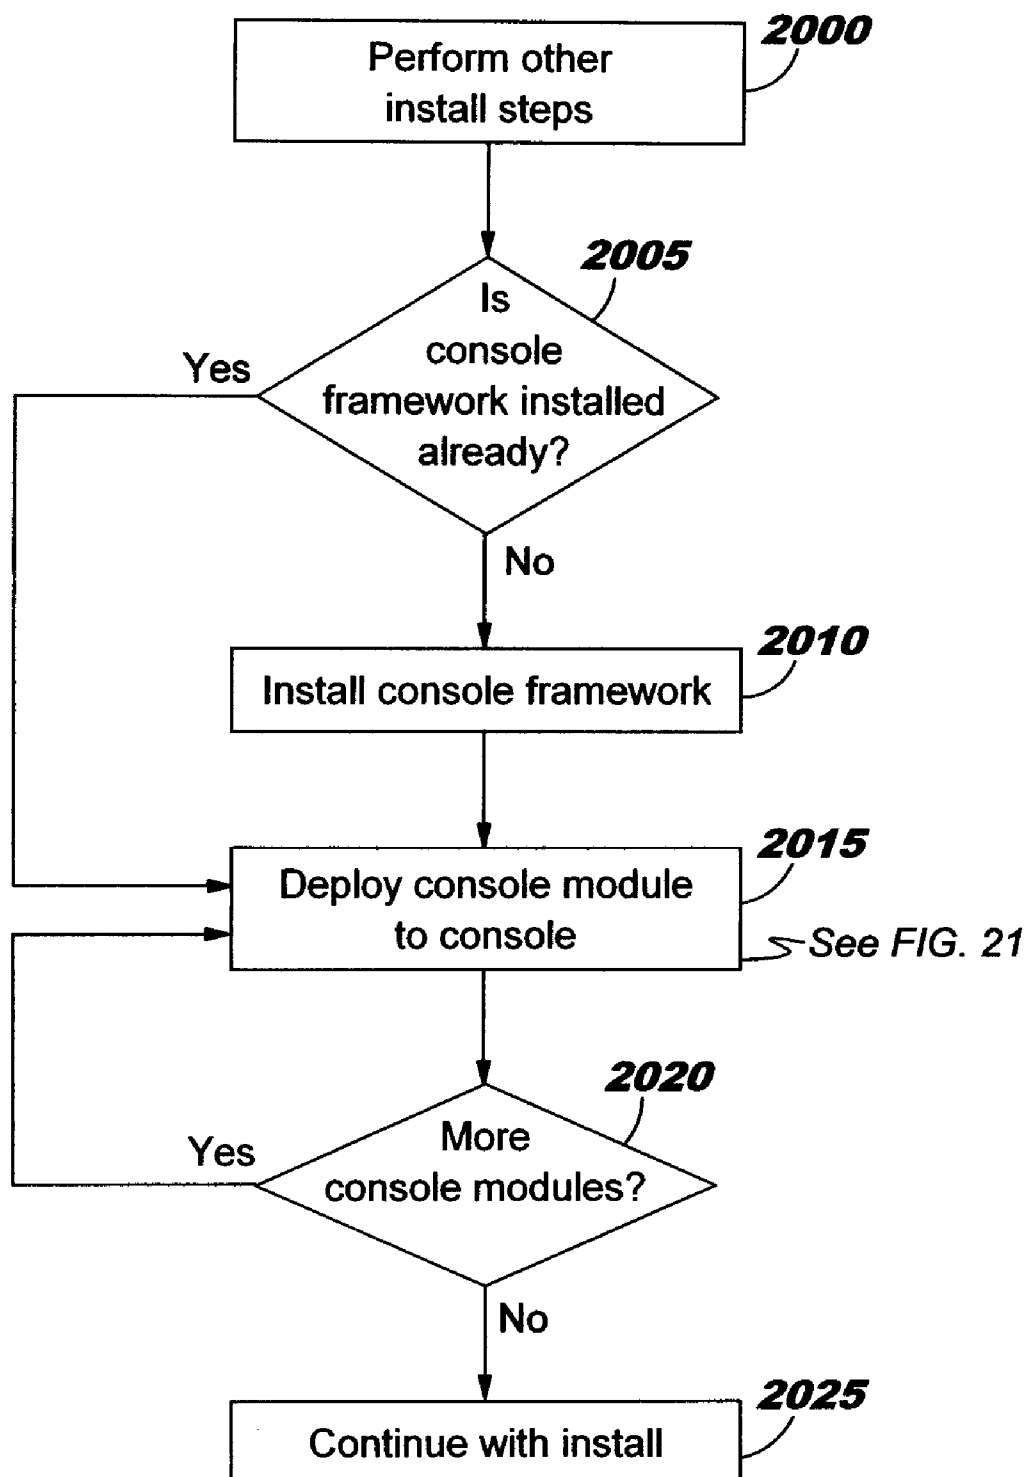 2000
Perform other
install steps
2005
Is
console
framework installed
already?
Yes
No
2010
Install console framework
2015
Deploy console module
to console
See FIG. 21
2020
More
console modules?
Yes
No
2025
Continue with install